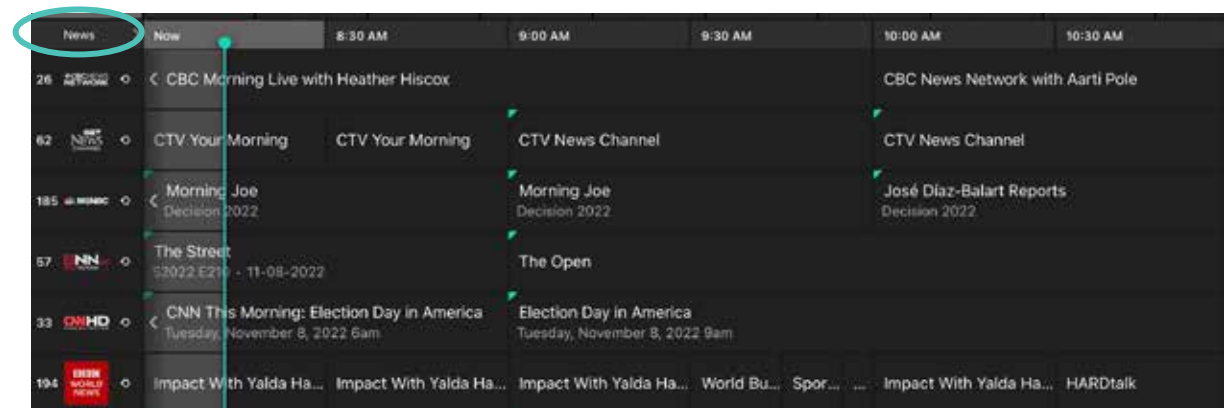 News Now 8:30 AM 9:00 AM 9:30 AM 10:00 AM 10:30 AM
26 NETWORK CBC Morning Live with Heather Hiscox CBC News Network with Aarti Pole
62 NEWS CTV Your Morning CTV Your Morning CTV News Channel CTV News Channel
185 MSNBC Morning Joe Morning Joe José Díaz-Balart Reports
Decision 2022 Decision 2022 Decision 2022
57 The Street The Open
S2022 E210 - 11-08-2022
33 CNN HD CNN This Morning: Election Day in America Election Day in America
Tuesday, November 8, 2022 6am Tuesday, November 8, 2022 9am
194 WORLD NEWS Impact With Yalda Ha... Impact With Yalda Ha... Impact With Yalda Ha... World Bu... Spor... ... Impact With Yalda Ha... HARDtalk